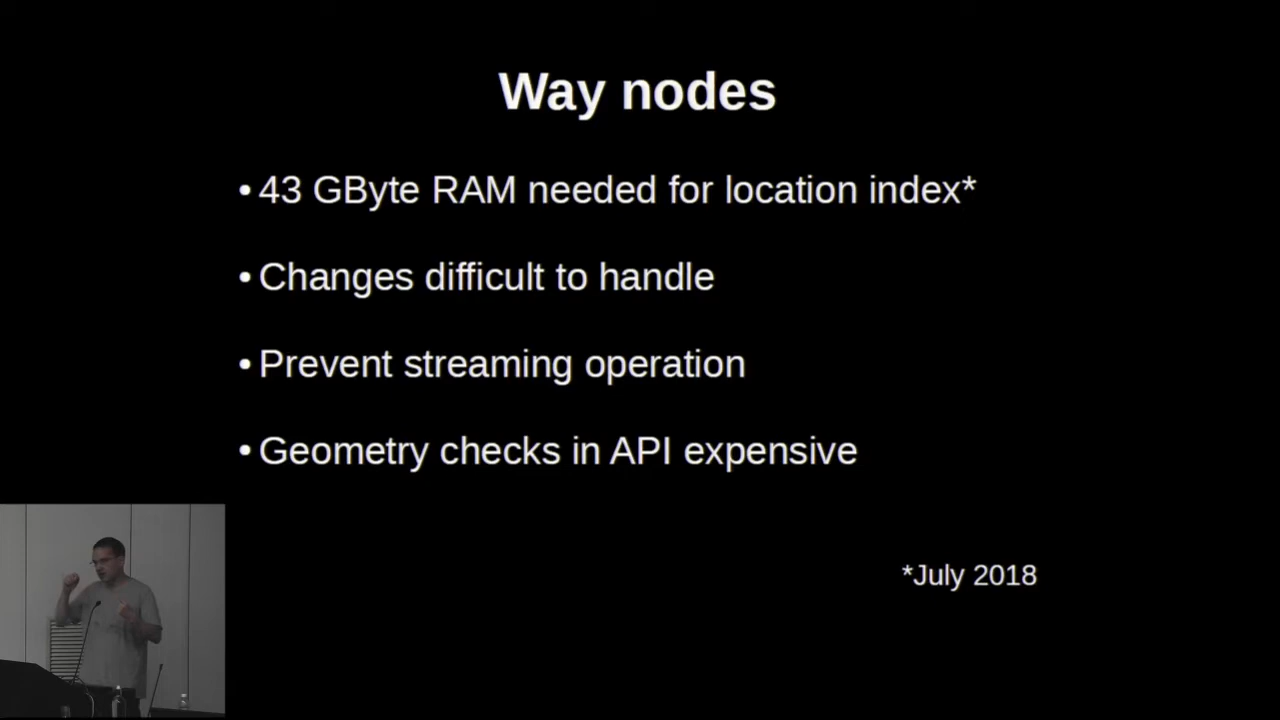 Way nodes
• 43 GByte RAM needed for location index*
• Changes difficult to handle
• Prevent streaming operation
• Geometry checks in API expensive
*July 2018